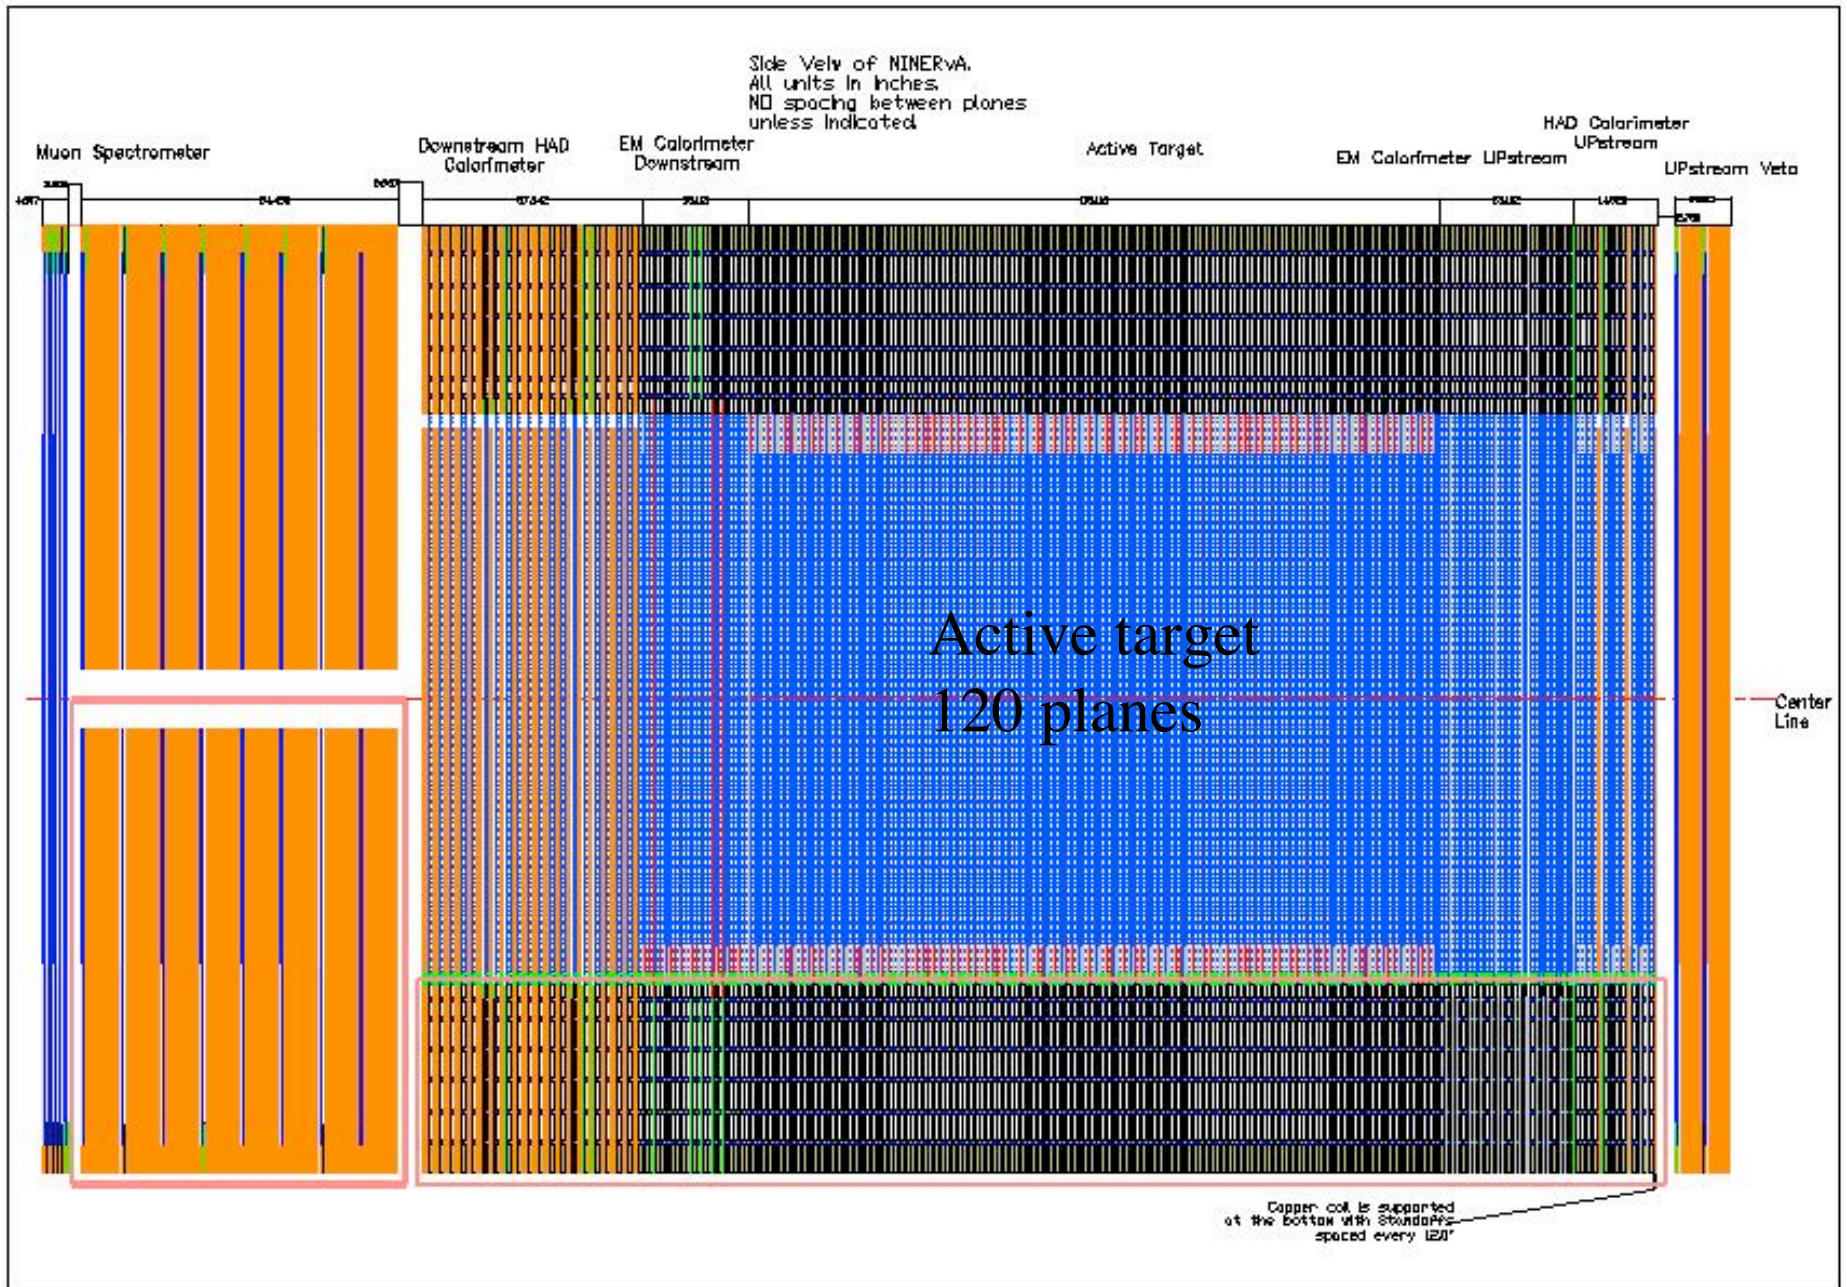 Side Veiw of NINERvA.
All units in inches.
NO spacing between planes
unless indicated.
Muon Spectrometer
Downstream HAD
Calorimeter
EM Calorimeter
Downstream
Active Target
EM Calorimeter UPstream
HAD Calorimeter
UPstream
UPstream Veto
Active target
120 planes
Center
Line
Copper coil is supported
at the bottom with Standoffs
spaced every